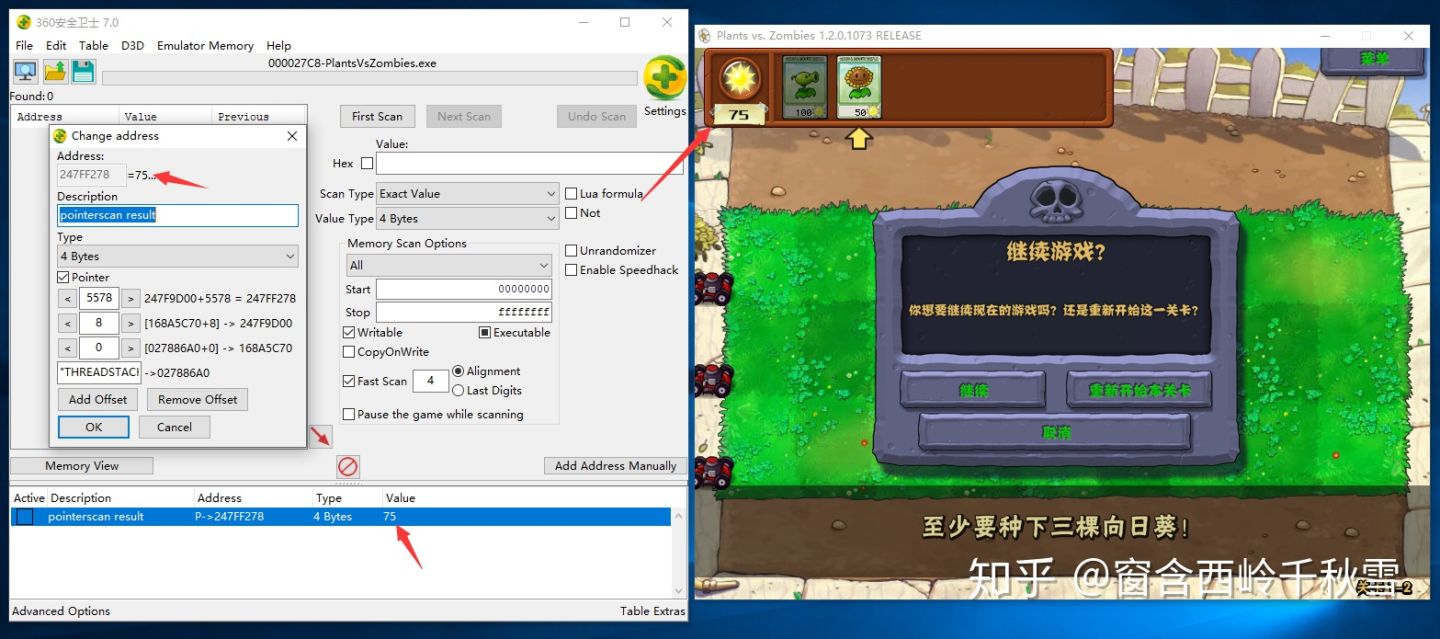 360安全卫士 7.0
File Edit Table D3D Emulator Memory Help
000027C8-PlantsVsZombies.exe
Found:0
Settings
Address Value Previous
First Scan Next Scan Undo Scan
Value:
Hex
Scan Type Exact Value Lua formula
Value Type 4 Bytes Not
Memory Scan Options
All
Unrandomizer
Enable Speedhack
Start 00000000
Stop ffffffff
Writable Executable
CopyOnWrite
Fast Scan 4 Alignment
Last Digits
Pause the game while scanning
Change address
Address:
247FF278 =75...
Description
pointerscan result
Type
4 Bytes
Pointer
< 5578 > 247F9D00+5578 = 247FF278
< 8 > [168A5C70+8] -> 247F9D00
< 0 > [027886A0+0] -> 168A5C70
"THREADSTACK ->027886A0
Add Offset Remove Offset
OK Cancel
Memory View Add Address Manually
Active Description Address Type Value
pointerscan result P->247FF278 4 Bytes 75
Advanced Options Table Extras
Plants vs. Zombies 1.2.0.1073 RELEASE
75
100 50
菜单
继续游戏?
你想要继续现在的游戏吗?还是重新开始这一关卡?
继续 重新开始本关卡
取消
至少要种下三棵向日葵!
知乎 @窗含西岭千秋雪